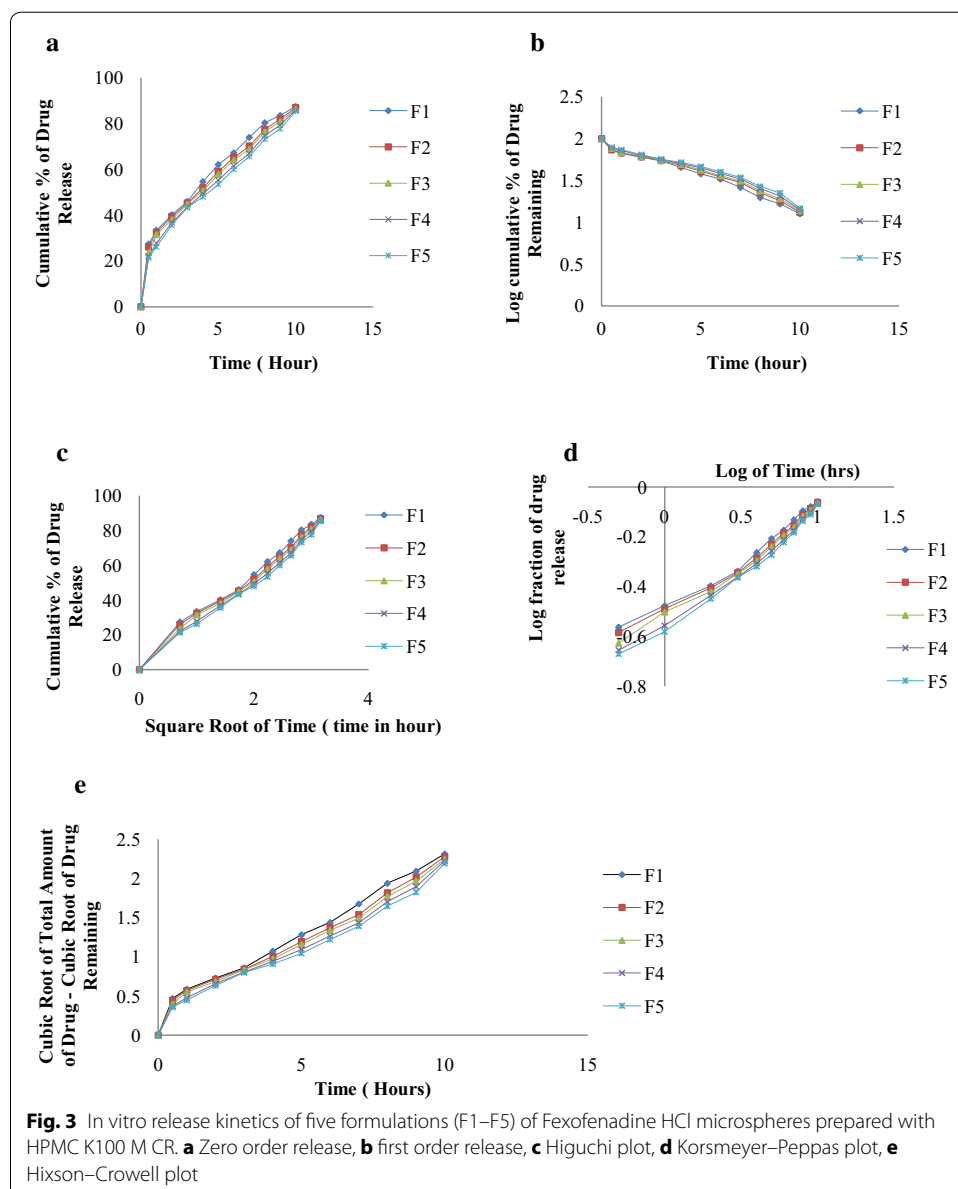 a
100
80
60
40
20
0
0 5 10 15
Cumulative % of Drug
Release
Time ( Hour)
F1
F2
F3
F4
F5
b
2.5
2
1.5
1
0.5
0
0 5 10 15
Log cumulative % of Drug
Remaining
Time (hour)
F1
F2
F3
F4
F5
c
100
80
60
40
20
0
0 2 4
Cumulative % of Drug
Release
Square Root of Time ( time in hour)
F1
F2
F3
F4
F5
d
Log of Time (hrs)
0
-0.2
-0.4
-0.6
-0.8
-0.5 0 0.5 1 1.5
Log fraction of drug
release
F1
F2
F3
F4
F5
e
2.5
2
1.5
1
0.5
0
0 5 10 15
Cubic Root of Total Amount
of Drug - Cubic Root of Drug
Remaining
Time ( Hours)
F1
F2
F3
F4
F5
Fig. 3 In vitro release kinetics of five formulations (F1–F5) of Fexofenadine HCl microspheres prepared with
HPMC K100 M CR. a Zero order release, b first order release, c Higuchi plot, d Korsmeyer–Peppas plot, e
Hixson–Crowell plot